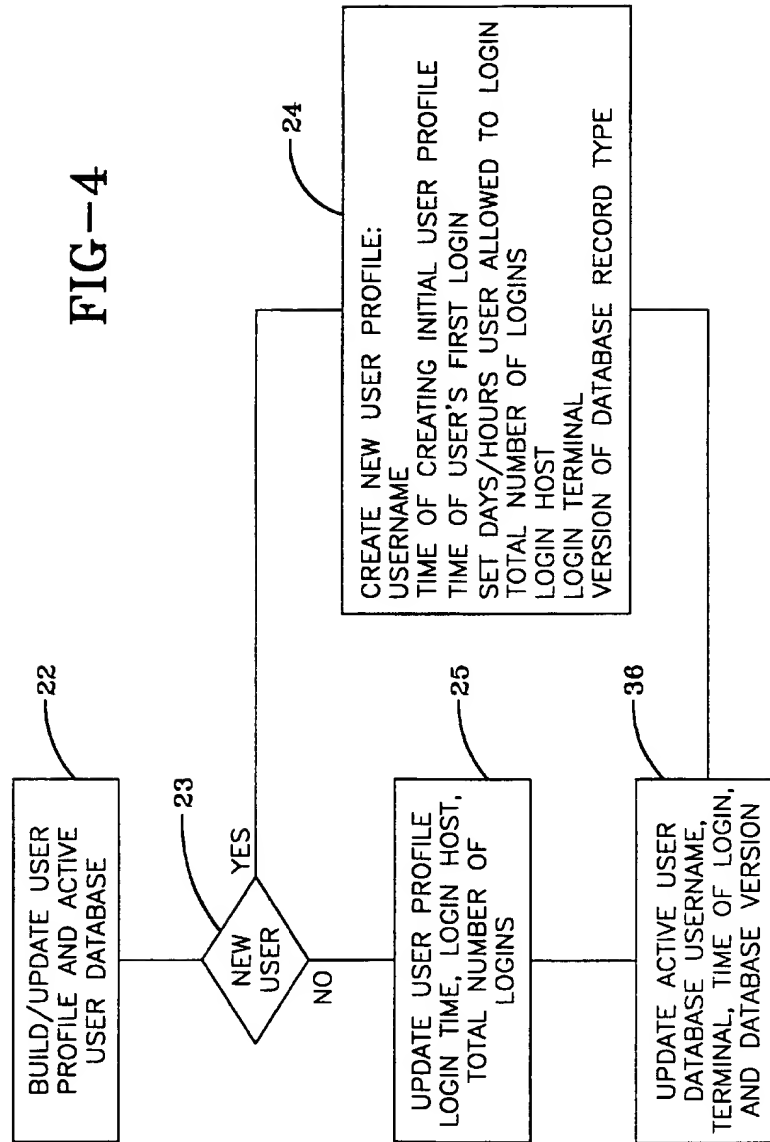 FIG-4
22
BUILD/UPDATE USER
PROFILE AND ACTIVE
USER DATABASE
23
NEW
USER
YES
NO
24
CREATE NEW USER PROFILE:
USERNAME
TIME OF CREATING INITIAL USER PROFILE
TIME OF USER'S FIRST LOGIN
SET DAYS/HOURS USER ALLOWED TO LOGIN
TOTAL NUMBER OF LOGINS
LOGIN HOST
LOGIN TERMINAL
VERSION OF DATABASE RECORD TYPE
25
UPDATE USER PROFILE
LOGIN TIME, LOGIN HOST,
TOTAL NUMBER OF
LOGINS
36
UPDATE ACTIVE USER
DATABASE USERNAME,
TERMINAL, TIME OF LOGIN,
AND DATABASE VERSION